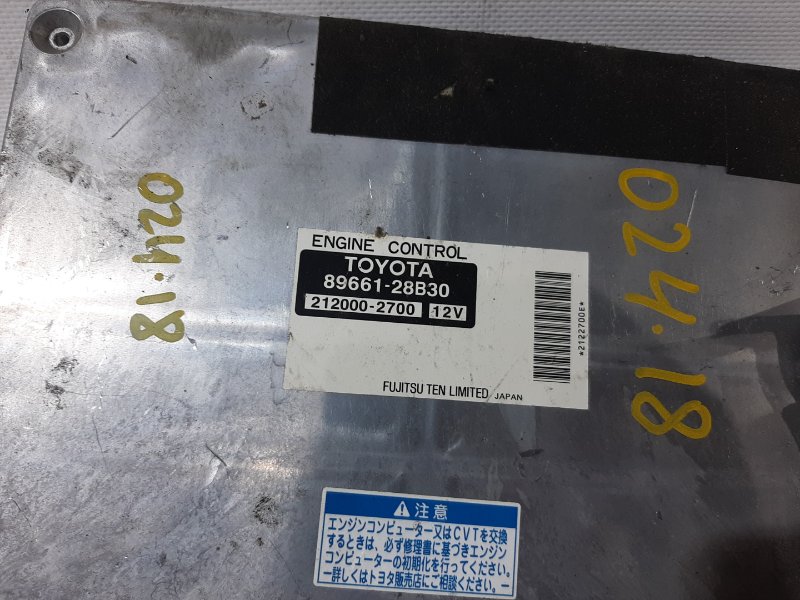 024.18
ENGINE CONTROL
TOYOTA
89661-28B30
212000-2700 12V
*2122700E*
FUJITSU TEN LIMITED JAPAN
024.18
⚠注意
エンジンコンピューター又はCVTを交換
するときは、必ず修理書に基づきエンジン
コンピューターの初期化を行ってください。
ー詳しくはトヨタ販売店にご相談ください。ー